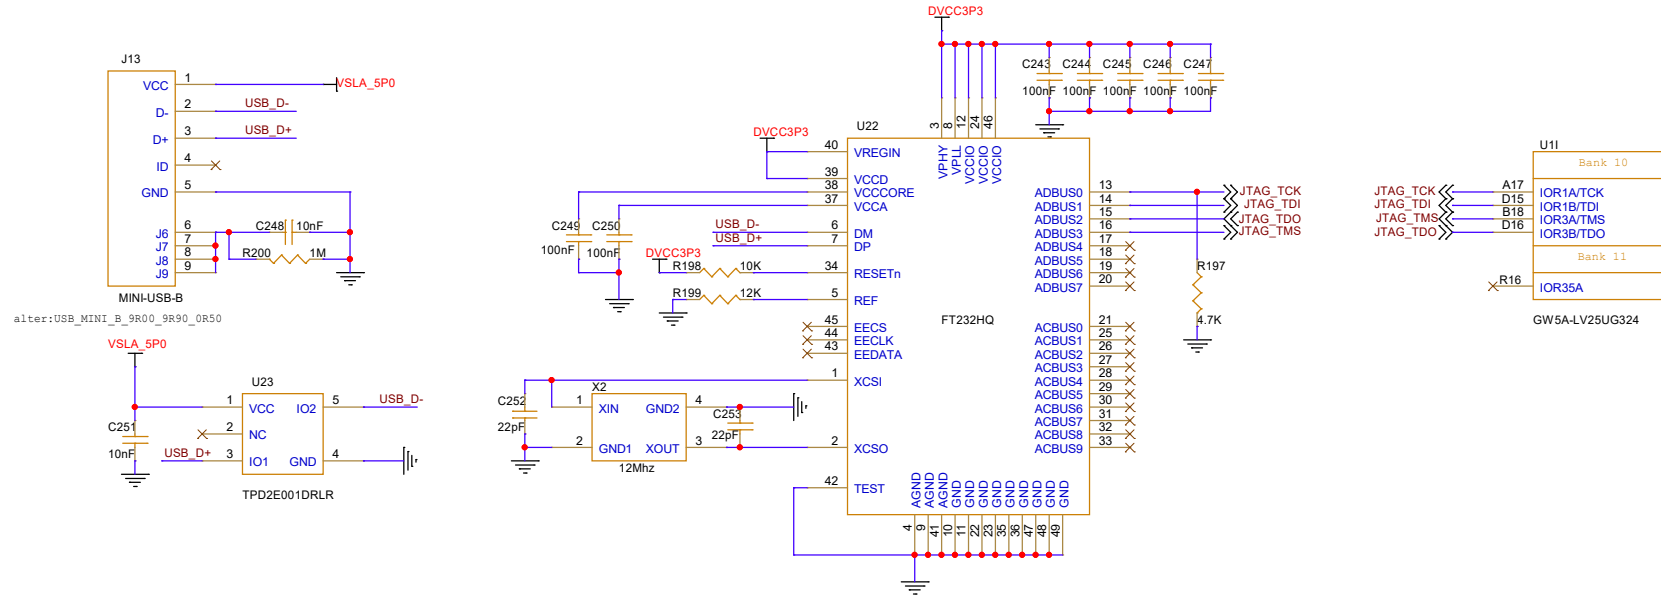 J13
VCC 1 VSLA_5P0
D- 2 USB_D-
D+ 3 USB_D+
ID 4
GND 5
J6 6
J7 7
J8 8
J9 9
C248 10nF
R200 1M
MINI-USB-B
alter:USB_MINI_B_9R00_9R90_0R50
VSLA_5P0
U23
1 VCC IO2 5 USB_D-
2 NC
USB_D+ 3 IO1 GND 4
C251
10nF
TPD2E001DRLR
DVCC3P3
C243 C244 C245 C246 C247
100nF 100nF 100nF 100nF 100nF
U22
3 8 12 24 46
VPHY VPLL VCCIO VCCIO VCCIO
DVCC3P3
40 VREGIN
39 VCCD
38 VCCCORE
37 VCCA
C249 C250
100nF 100nF
USB_D- 6 DM
USB_D+ 7 DP
DVCC3P3
R198 10K 34 RESETn
R199 12K 5 REF
45 EECS
44 EECLK
43 EEDATA
1 XCSI
2 XCSO
42 TEST
C252
22pF
X2
1 XIN GND2 4
2 GND1 XOUT 3
12Mhz
C253
22pF
FT232HQ
ADBUS0 13 JTAG_TCK
ADBUS1 14 JTAG_TDI
ADBUS2 15 JTAG_TDO
ADBUS3 16 JTAG_TMS
ADBUS4 17
ADBUS5 18
ADBUS6 19
ADBUS7 20
ACBUS0 21
ACBUS1 25
ACBUS2 26
ACBUS3 27
ACBUS4 28
ACBUS5 29
ACBUS6 30
ACBUS7 31
ACBUS8 32
ACBUS9 33
AGND AGND AGND GND GND GND GND GND GND GND GND GND
4 9 41 10 11 22 23 35 36 47 48 49
R197
4.7K
U1I
Bank 10
JTAG_TCK A17 IOR1A/TCK
JTAG_TDI D15 IOR1B/TDI
JTAG_TMS B18 IOR3A/TMS
JTAG_TDO D16 IOR3B/TDO
Bank 11
R16 IOR35A
GW5A-LV25UG324